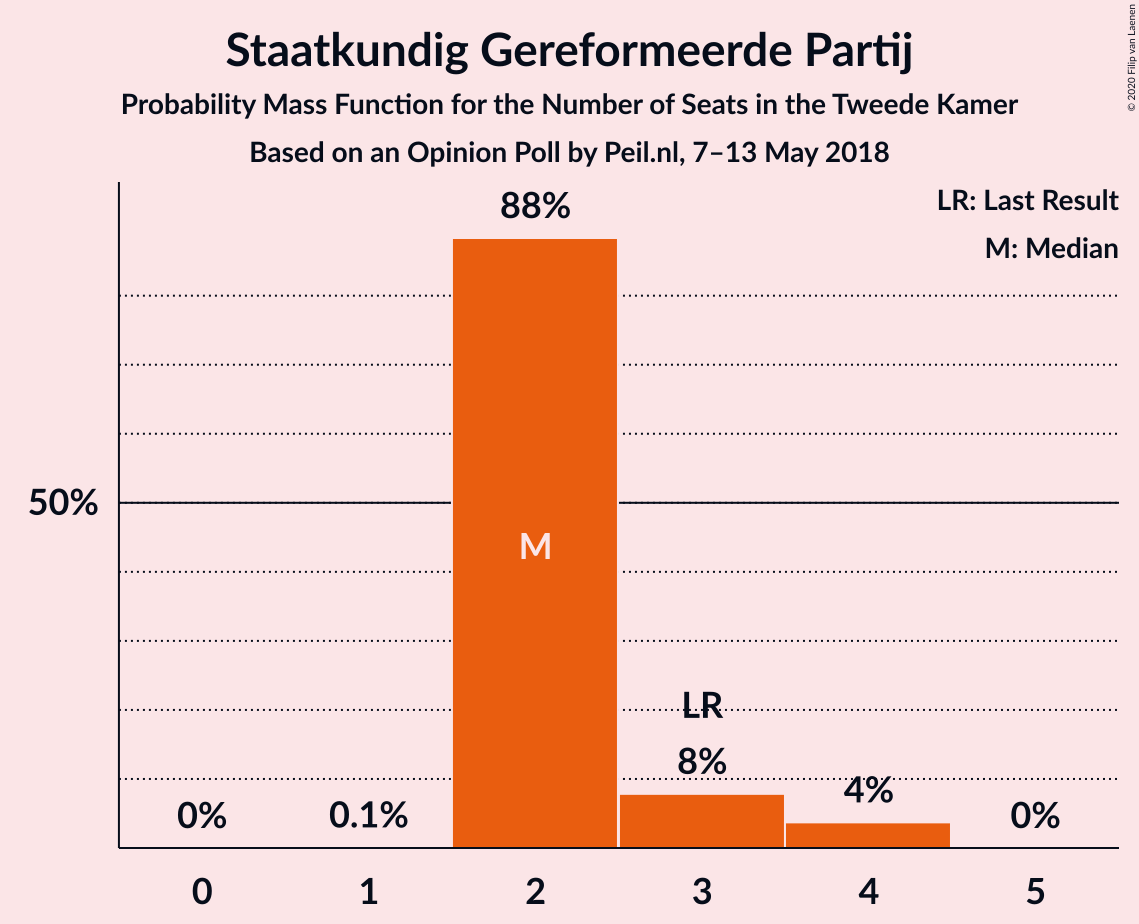 Staatkundig Gereformeerde Partij
Probability Mass Function for the Number of Seats in the Tweede Kamer
Based on an Opinion Poll by Peil.nl, 7–13 May 2018
© 2020 Filip van Laenen
LR: Last Result
M: Median
88%
50%
M
LR
8%
4%
0%
0.1%
0%
0 1 2 3 4 5